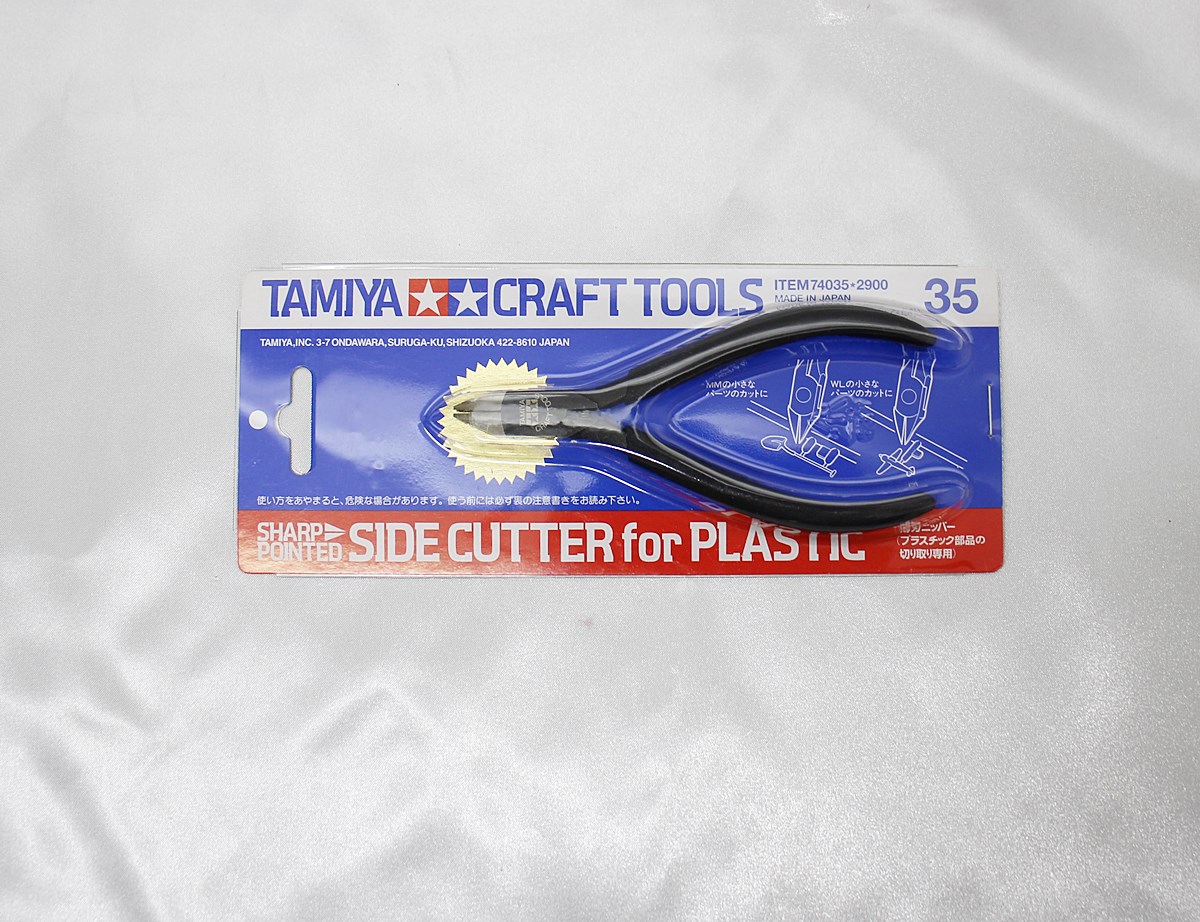 TAMIYA CRAFT TOOLS
ITEM 74035★2900
MADE IN JAPAN
35
TAMIYA, INC. 3-7 ONDAWARA, SURUGA-KU, SHIZUOKA 422-8610 JAPAN
MMの小さな
パーツのカットに
WLの小さな
パーツのカットに
TAMIYA
使い方をあやまると、危険な場合があります。使う前には必ず裏の注意書きをお読み下さい。
SHARP
POINTED
SIDE CUTTER for PLASTIC
薄刃ニッパー
(プラスチック部品の
切り取り専用)